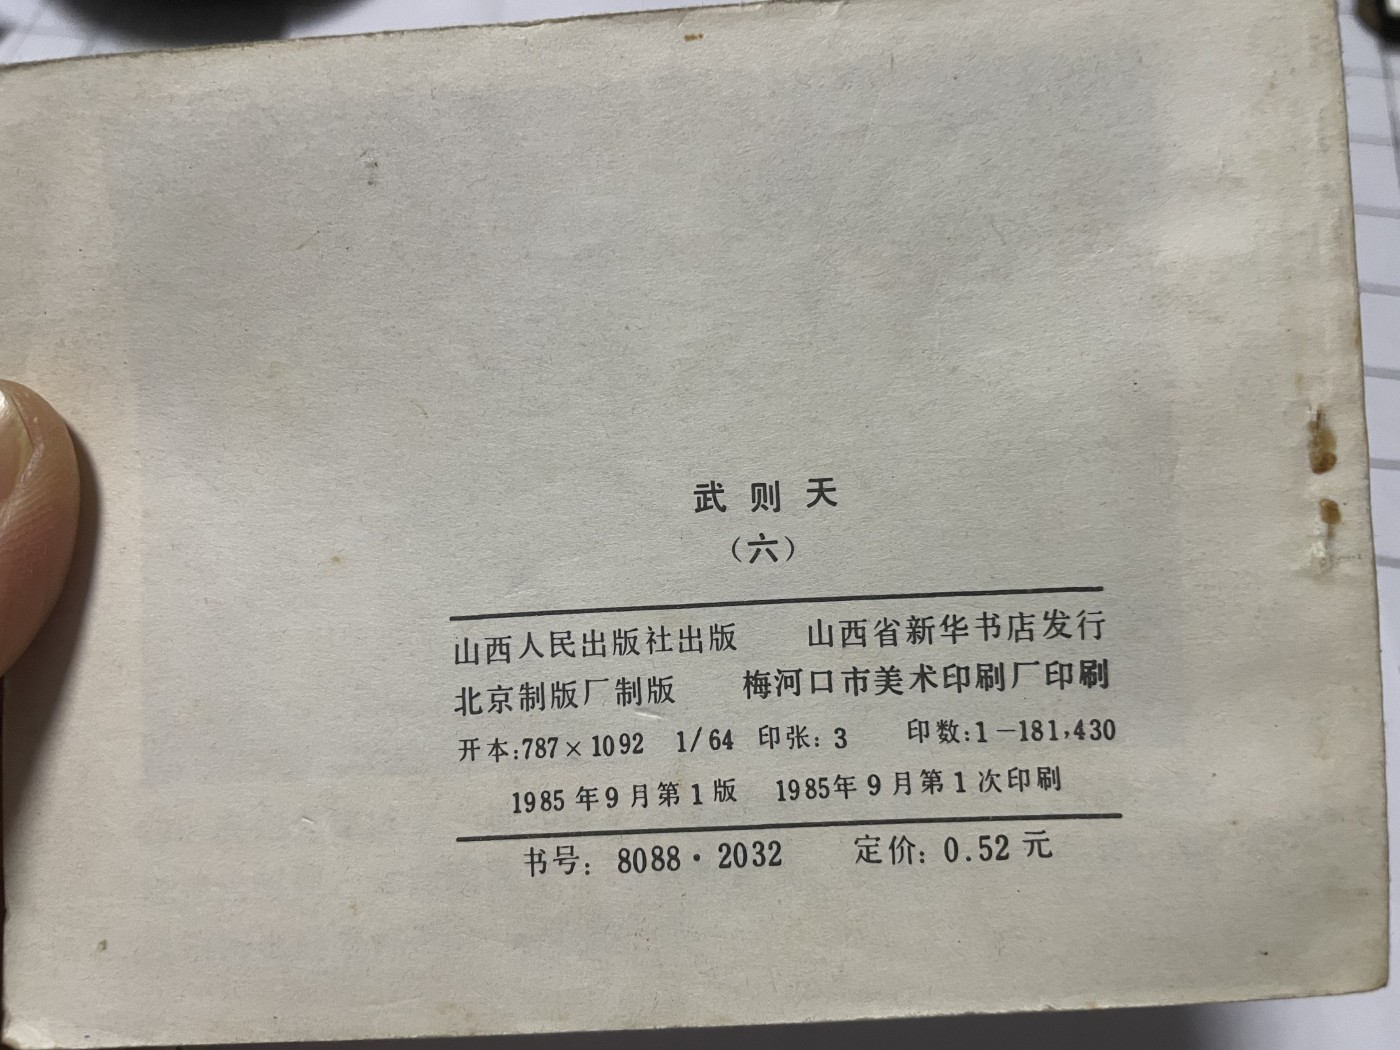 武则天
（六）
山西人民出版社出版　山西省新华书店发行
北京制版厂制版　梅河口市美术印刷厂印刷
开本:787×1092　1/64　印张: 3　印数:1—181,430
1985年9月第1版　1985年9月第1次印刷
书号: 8088·2032　定价: 0.52元